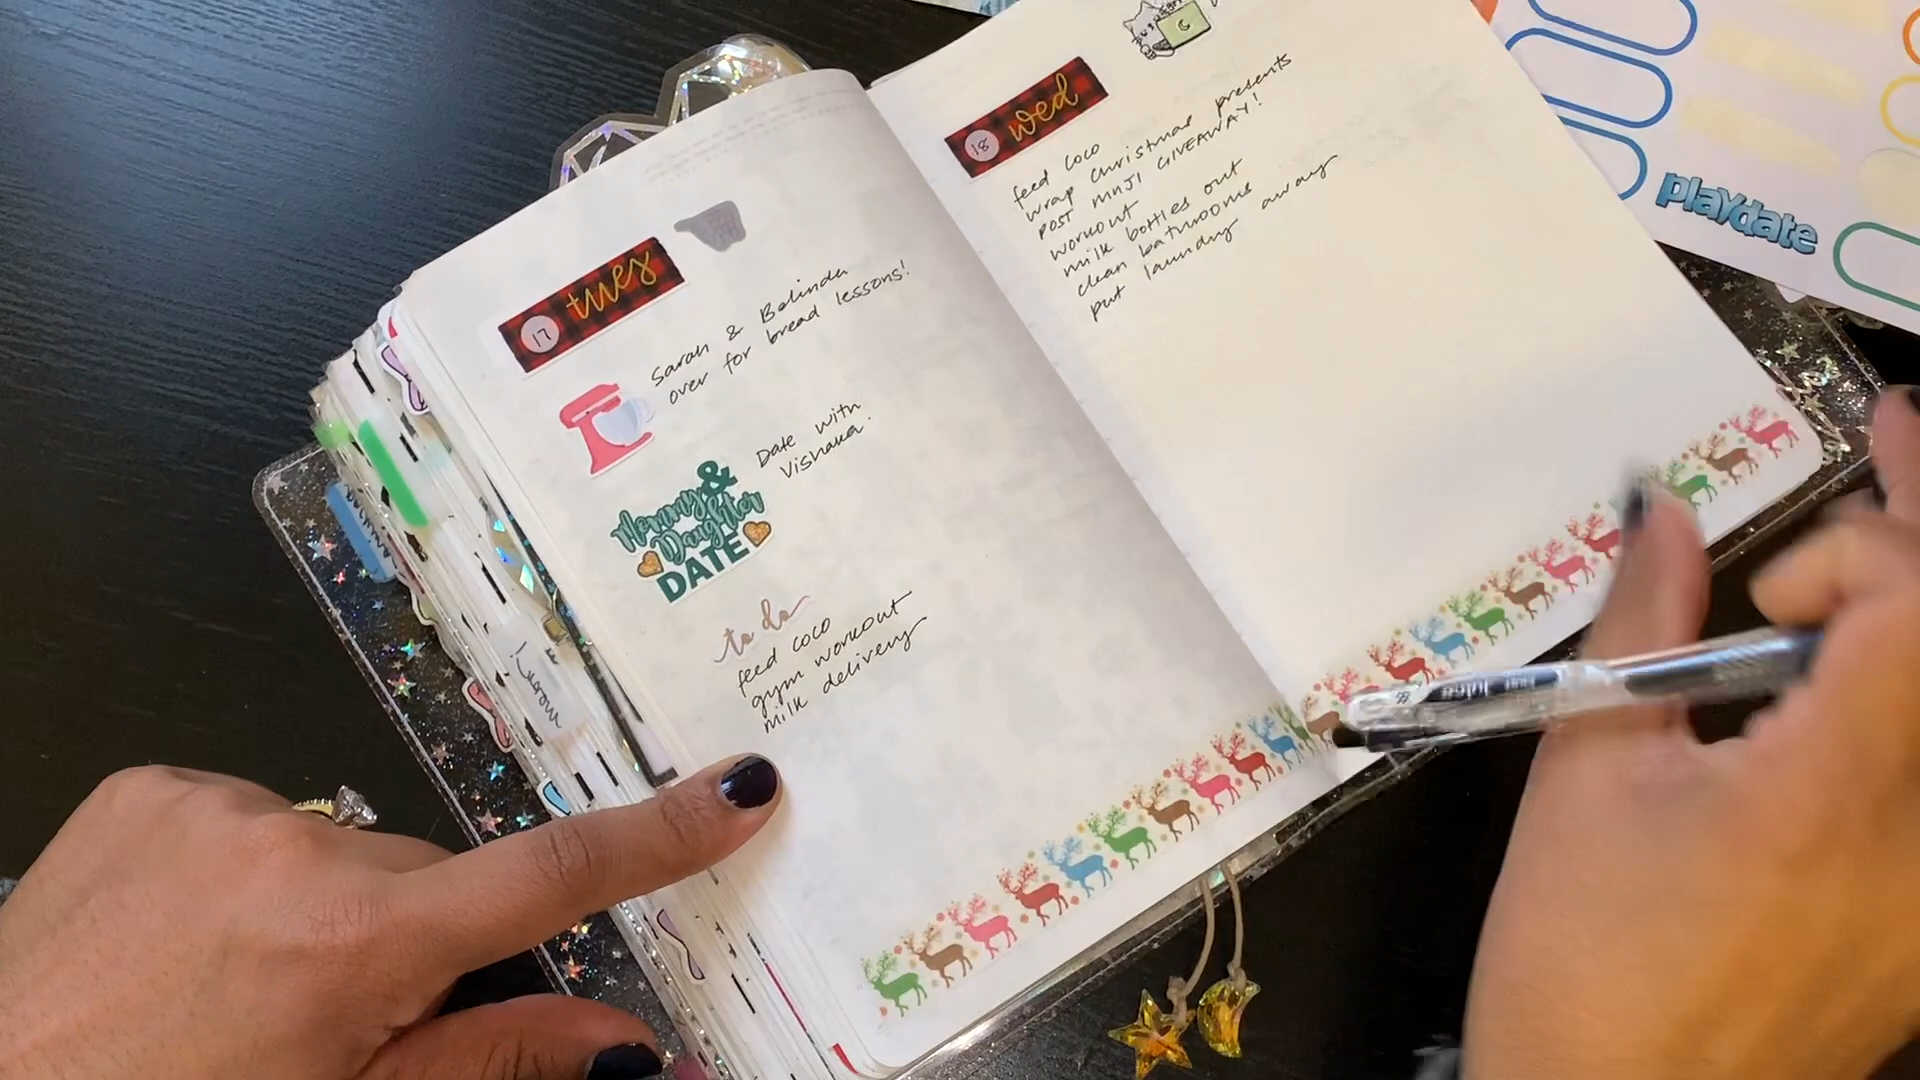 17 tues
Sarah & Belinda
over for bread lessons!
Mommy &
Daughter
DATE
Date with
Vishaka.
to do
feed coco
gym workout
milk delivery
18 wed
feed coco
wrap christmas presents
post MNJI GIVEAWAY!
workout
milk bottles out
clean bathrooms
put laundry away
playdate